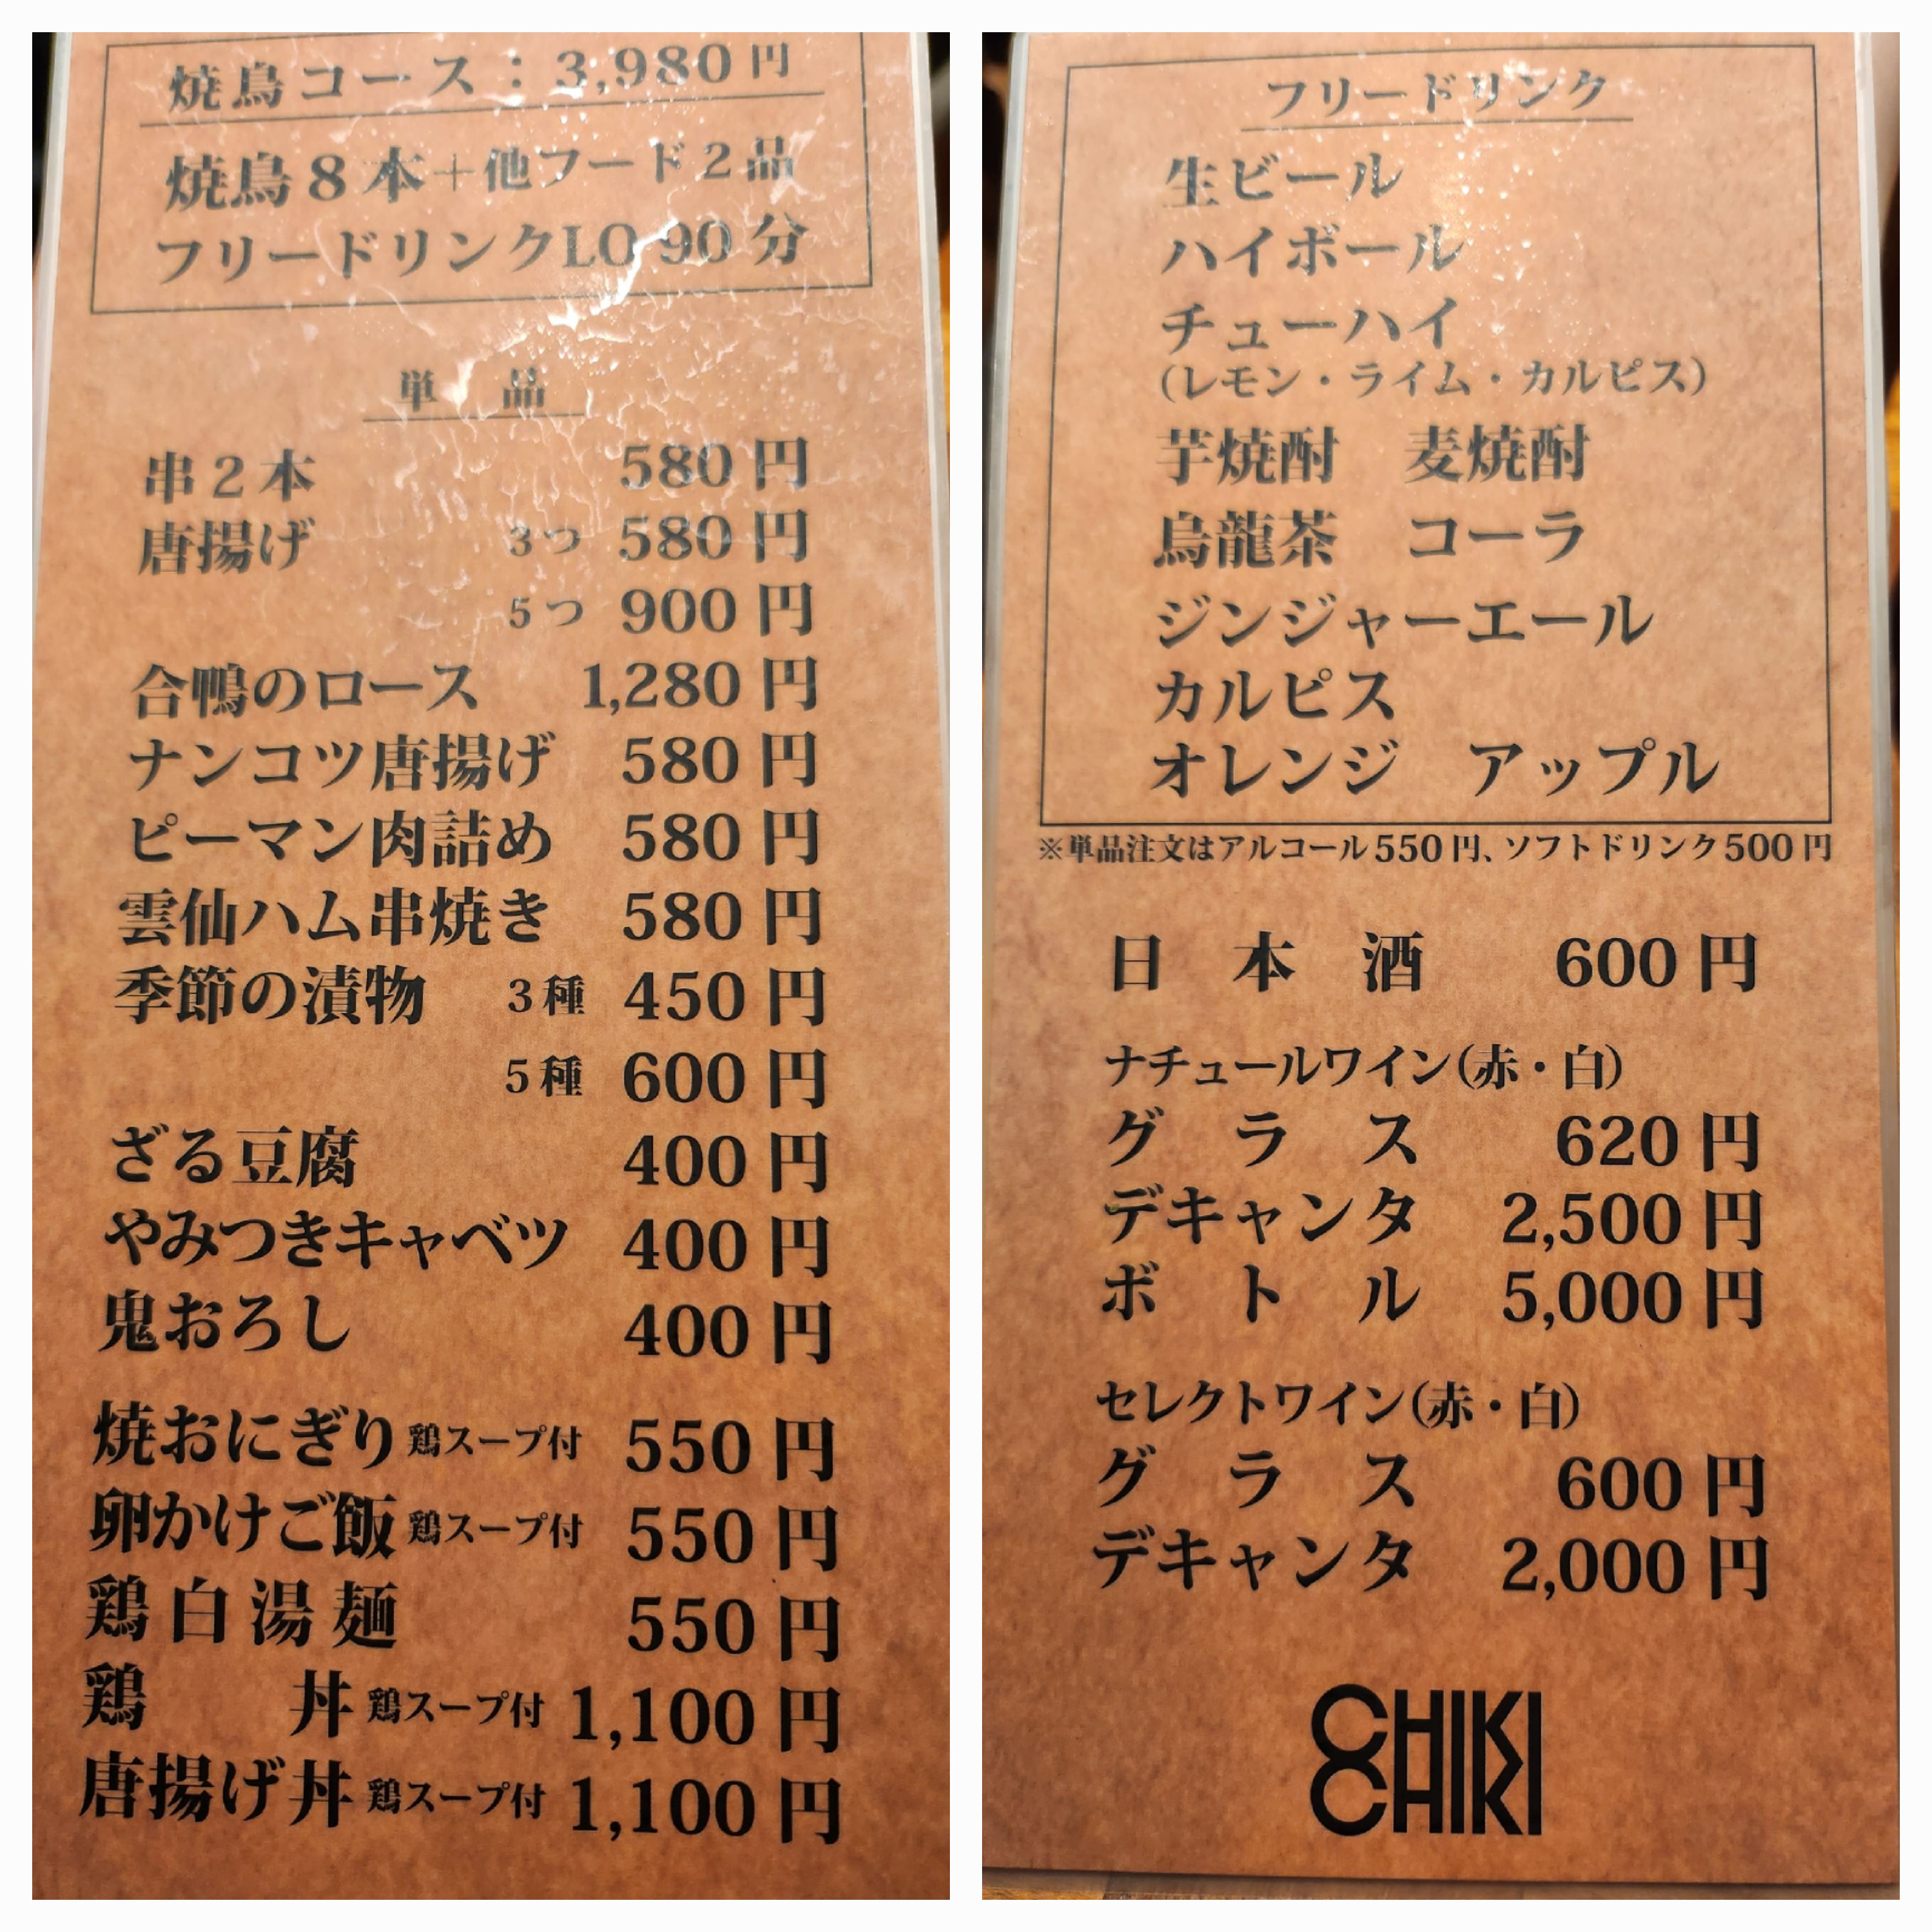 焼鳥コース：3,980円
焼鳥8本＋他フード2品
フリードリンクLO 90分
単 品
串2本 580円
唐揚げ 3つ 580円
5つ 900円
合鴨のロース 1,280円
ナンコツ唐揚げ 580円
ピーマン肉詰め 580円
雲仙ハム串焼き 580円
季節の漬物 3種 450円
5種 600円
ざる豆腐 400円
やみつきキャベツ 400円
鬼おろし 400円
焼おにぎり 鶏スープ付 550円
卵かけご飯 鶏スープ付 550円
鶏白湯麺 550円
鶏 丼 鶏スープ付 1,100円
唐揚げ丼 鶏スープ付 1,100円
フリードリンク
生ビール
ハイボール
チューハイ
(レモン・ライム・カルピス)
芋焼酎 麦焼酎
烏龍茶 コーラ
ジンジャーエール
カルピス
オレンジ アップル
※単品注文はアルコール550円、ソフトドリンク500円
日 本 酒 600円
ナチュールワイン(赤・白)
グ ラ ス 620円
デキャンタ 2,500円
ボ ト ル 5,000円
セレクトワイン(赤・白)
グ ラ ス 600円
デキャンタ 2,000円
CHIKI
CHIKI